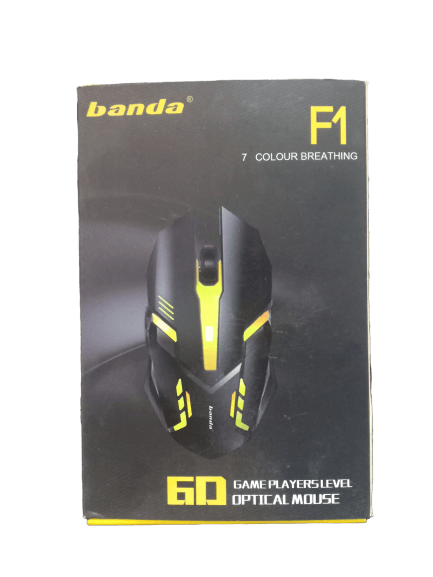 banda®
F1
7 COLOUR BREATHING
banda
6D GAME PLAYERS LEVEL
OPTICAL MOUSE